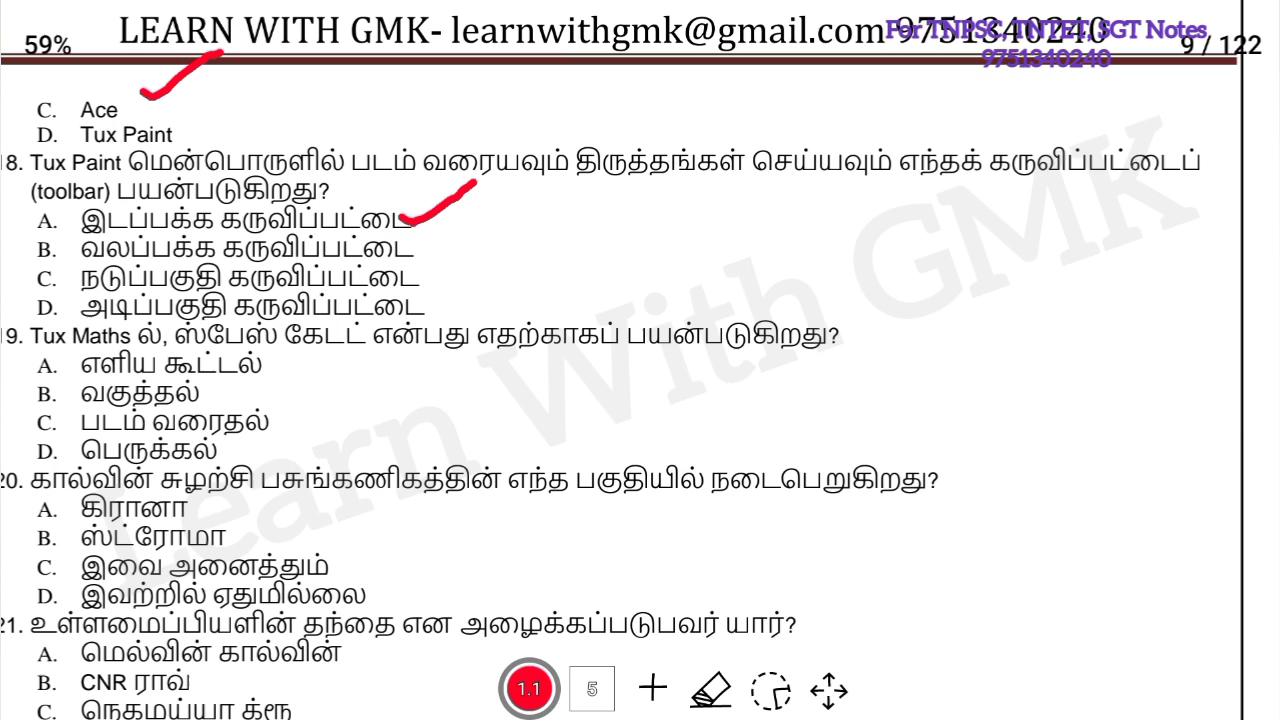 59%
LEARN WITH GMK- learnwithgmk@gmail.com 9751340240
For TNPSC, TNTET, SGT Notes
9751340240
9 / 122
C. Ace
D. Tux Paint
18. Tux Paint மென்பொருளில் படம் வரையவும் திருத்தங்கள் செய்யவும் எந்தக் கருவிப்பட்டைப்
(toolbar) பயன்படுகிறது?
A. இடப்பக்க கருவிப்பட்டை
B. வலப்பக்க கருவிப்பட்டை
C. நடுப்பகுதி கருவிப்பட்டை
D. அடிப்பகுதி கருவிப்பட்டை
19. Tux Maths ல், ஸ்பேஸ் கேடட் என்பது எதற்காகப் பயன்படுகிறது?
A. எளிய கூட்டல்
B. வகுத்தல்
C. படம் வரைதல்
D. பெருக்கல்
20. கால்வின் சுழற்சி பசுங்கணிகத்தின் எந்த பகுதியில் நடைபெறுகிறது?
A. கிரானா
B. ஸ்ட்ரோமா
C. இவை அனைத்தும்
D. இவற்றில் ஏதுமில்லை
21. உள்ளமைப்பியளின் தந்தை என அழைக்கப்படுபவர் யார்?
A. மெல்வின் கால்வின்
B. CNR ராவ்
C. நெகமய்யா க்ரூ
Learn With GMK
1.1
5